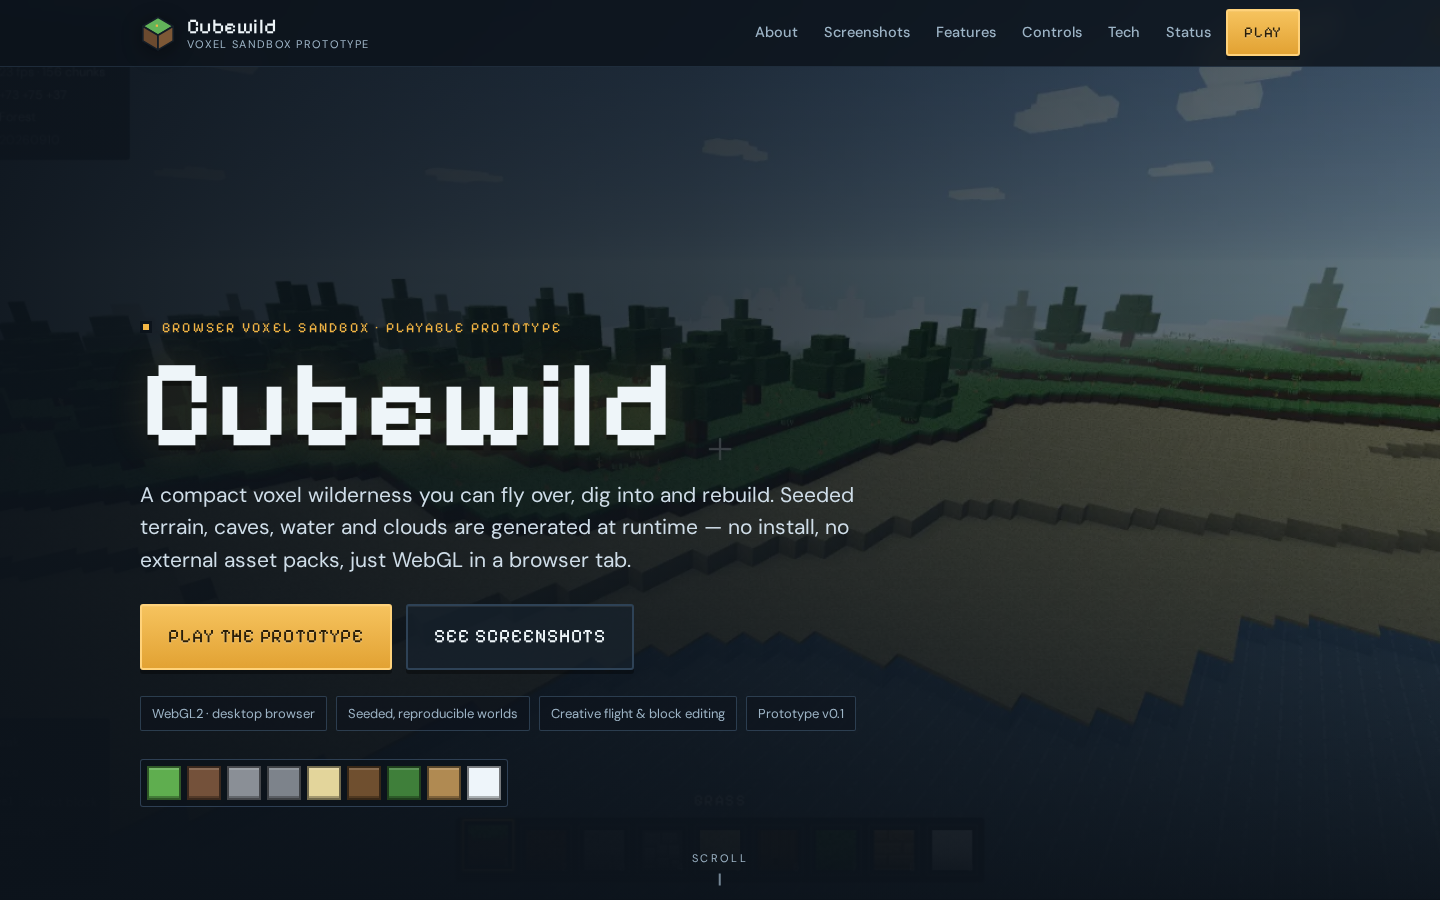 Cubewild
VOXEL SANDBOX PROTOTYPE
About
Screenshots
Features
Controls
Tech
Status
PLAY
BROWSER VOXEL SANDBOX · PLAYABLE PROTOTYPE
Cubewild
A compact voxel wilderness you can fly over, dig into and rebuild. Seeded
terrain, caves, water and clouds are generated at runtime — no install, no
external asset packs, just WebGL in a browser tab.
PLAY THE PROTOTYPE
SEE SCREENSHOTS
WebGL2 · desktop browser
Seeded, reproducible worlds
Creative flight & block editing
Prototype v0.1
GRASS
SCROLL